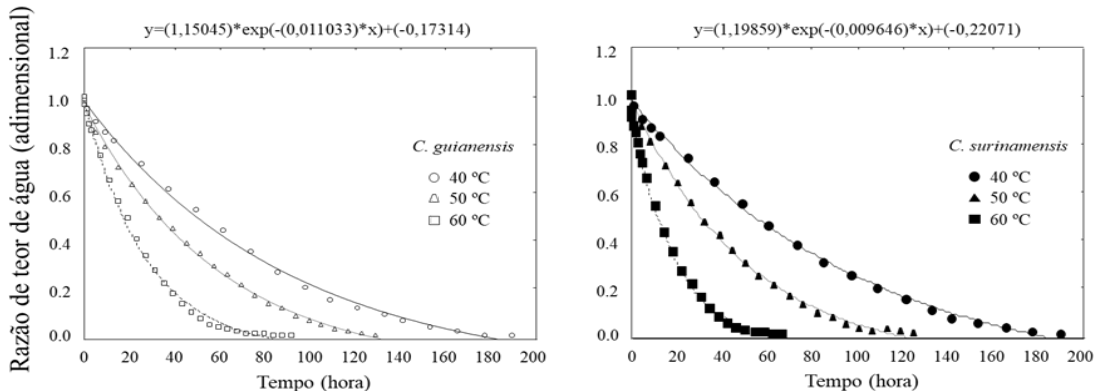 y=(1,15045)*exp(-(0,011033)*x)+(-0,17314)
Razão de teor de água (adimensional)
1.2
1.0
0.8
0.6
0.4
0.2
0.0
C. guianensis
40 ºC
50 ºC
60 ºC
0 20 40 60 80 100 120 140 160 180 200
Tempo (hora)
y=(1,19859)*exp(-(0,009646)*x)+(-0,22071)
1.2
1.0
0.8
0.6
0.4
0.2
0.0
C. surinamensis
40 ºC
50 ºC
60 ºC
0 20 40 60 80 100 120 140 160 180 200
Tempo (hora)